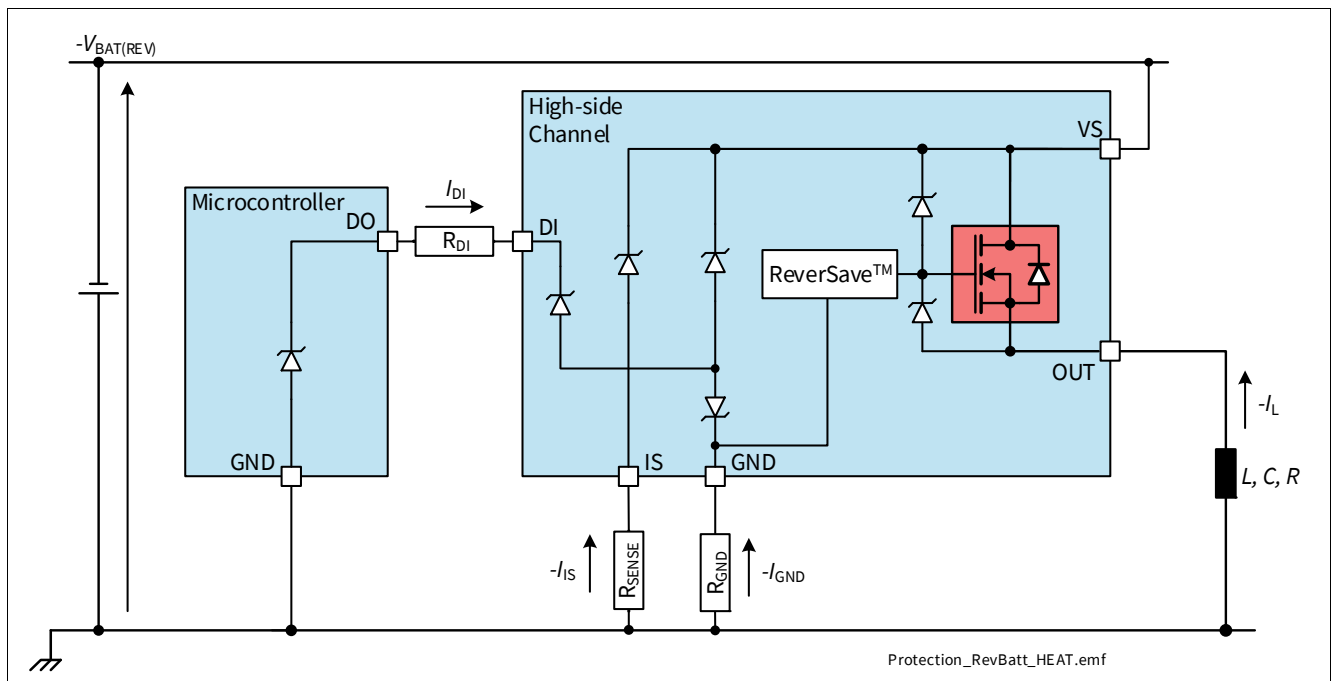 -VBAT(REV)
High-side
Channel
VS
Microcontroller
DO
IDI
RDI
DI
ReverSave™
OUT
-IL
GND
IS
GND
L, C, R
-IIS
RSENSE
RGND
-IGND
Protection_RevBatt_HEAT.emf